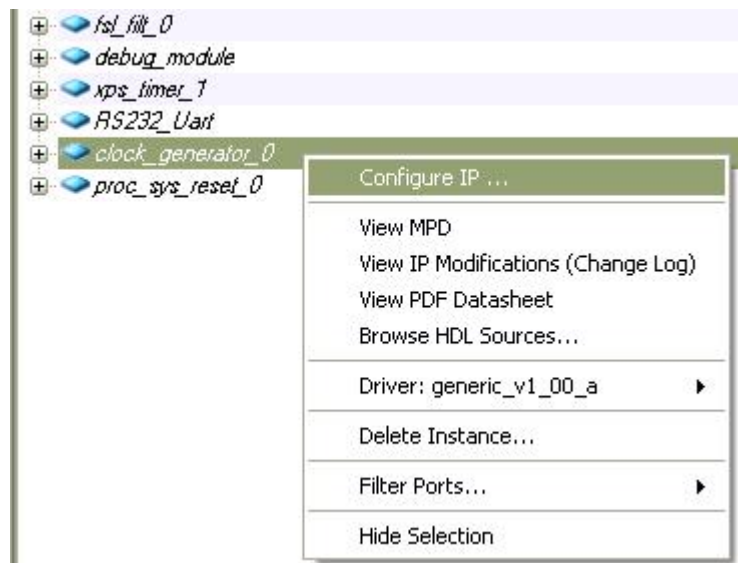 fsl_filt_0
debug_module
xps_timer_1
RS232_Uart
clock_generator_0
proc_sys_reset_0
Configure IP ...
View MPD
View IP Modifications (Change Log)
View PDF Datasheet
Browse HDL Sources...
Driver: generic_v1_00_a
Delete Instance...
Filter Ports...
Hide Selection